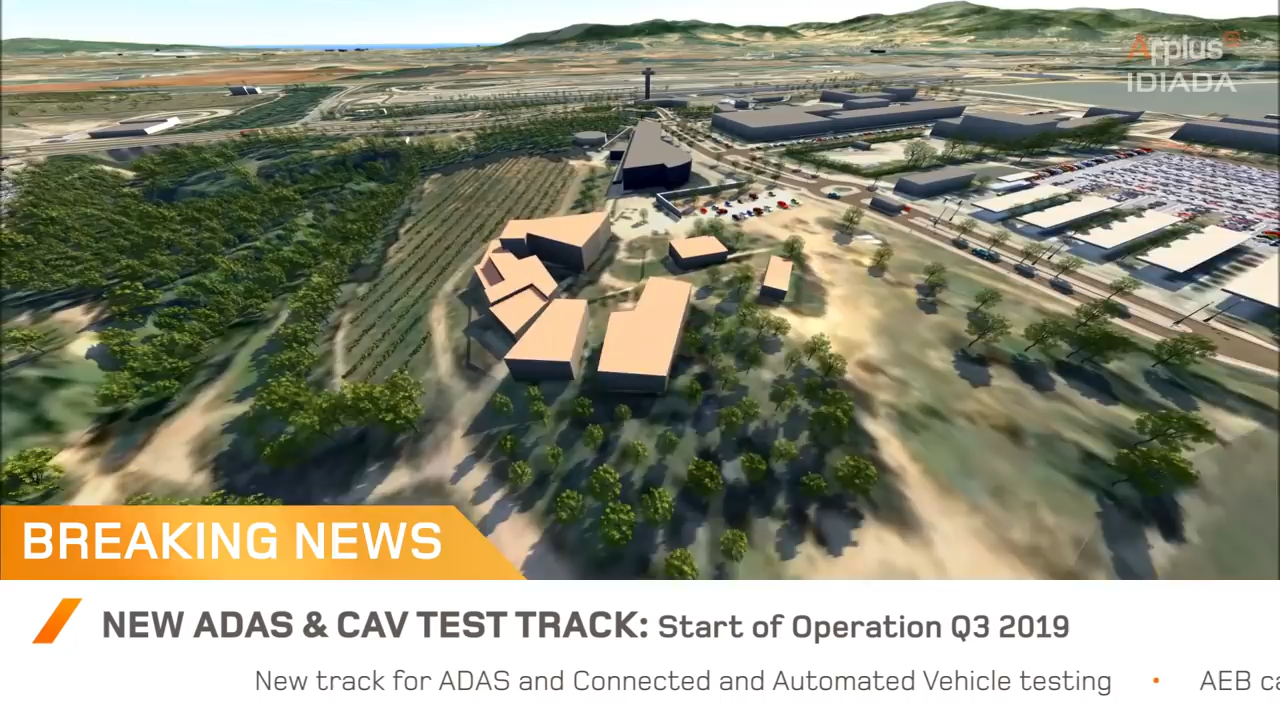 Applus
IDIADA
BREAKING NEWS
NEW ADAS & CAV TEST TRACK: Start of Operation Q3 2019
New track for ADAS and Connected and Automated Vehicle testing • AEB